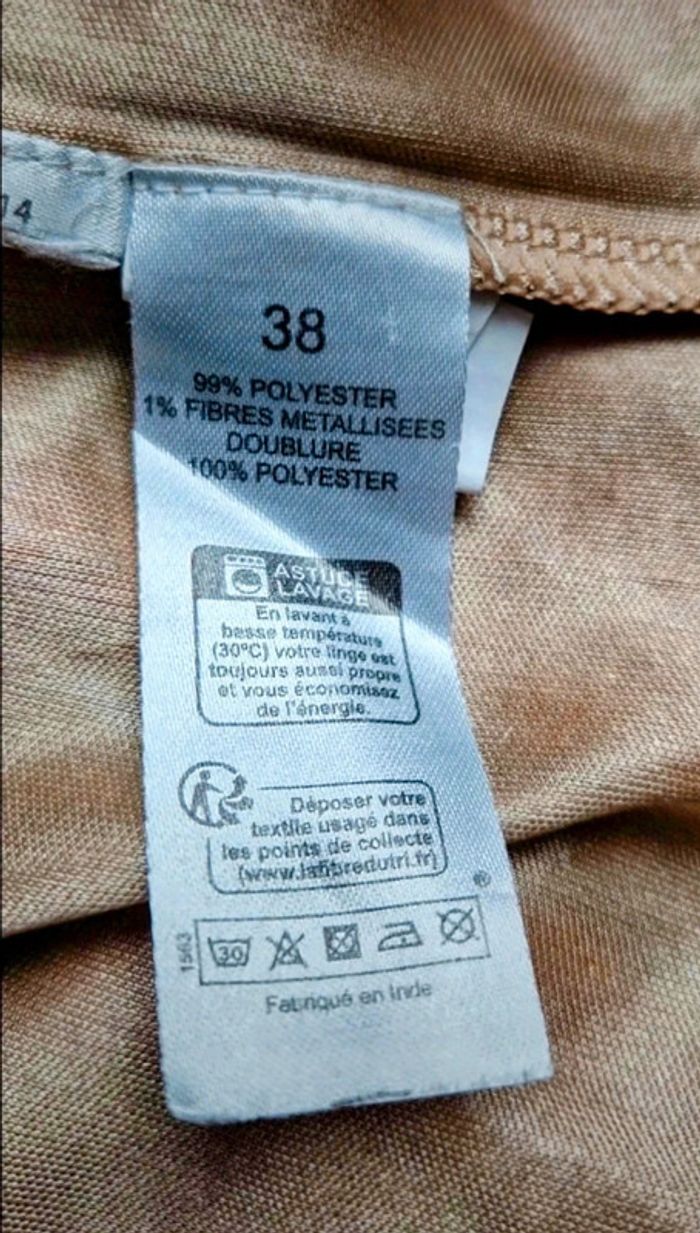 14
38
99% POLYESTER
1% FIBRES METALLISEES
DOUBLURE
100% POLYESTER
ASTUCE
LAVAGE
En lavant à
basse température
(30°C) votre linge est
toujours aussi propre
et vous économisez
de l'énergie.
Déposer votre
textile usagé dans
les points de collecte
(www.lafibredutri.fr)
®
1563
30
Fabriqué en Inde